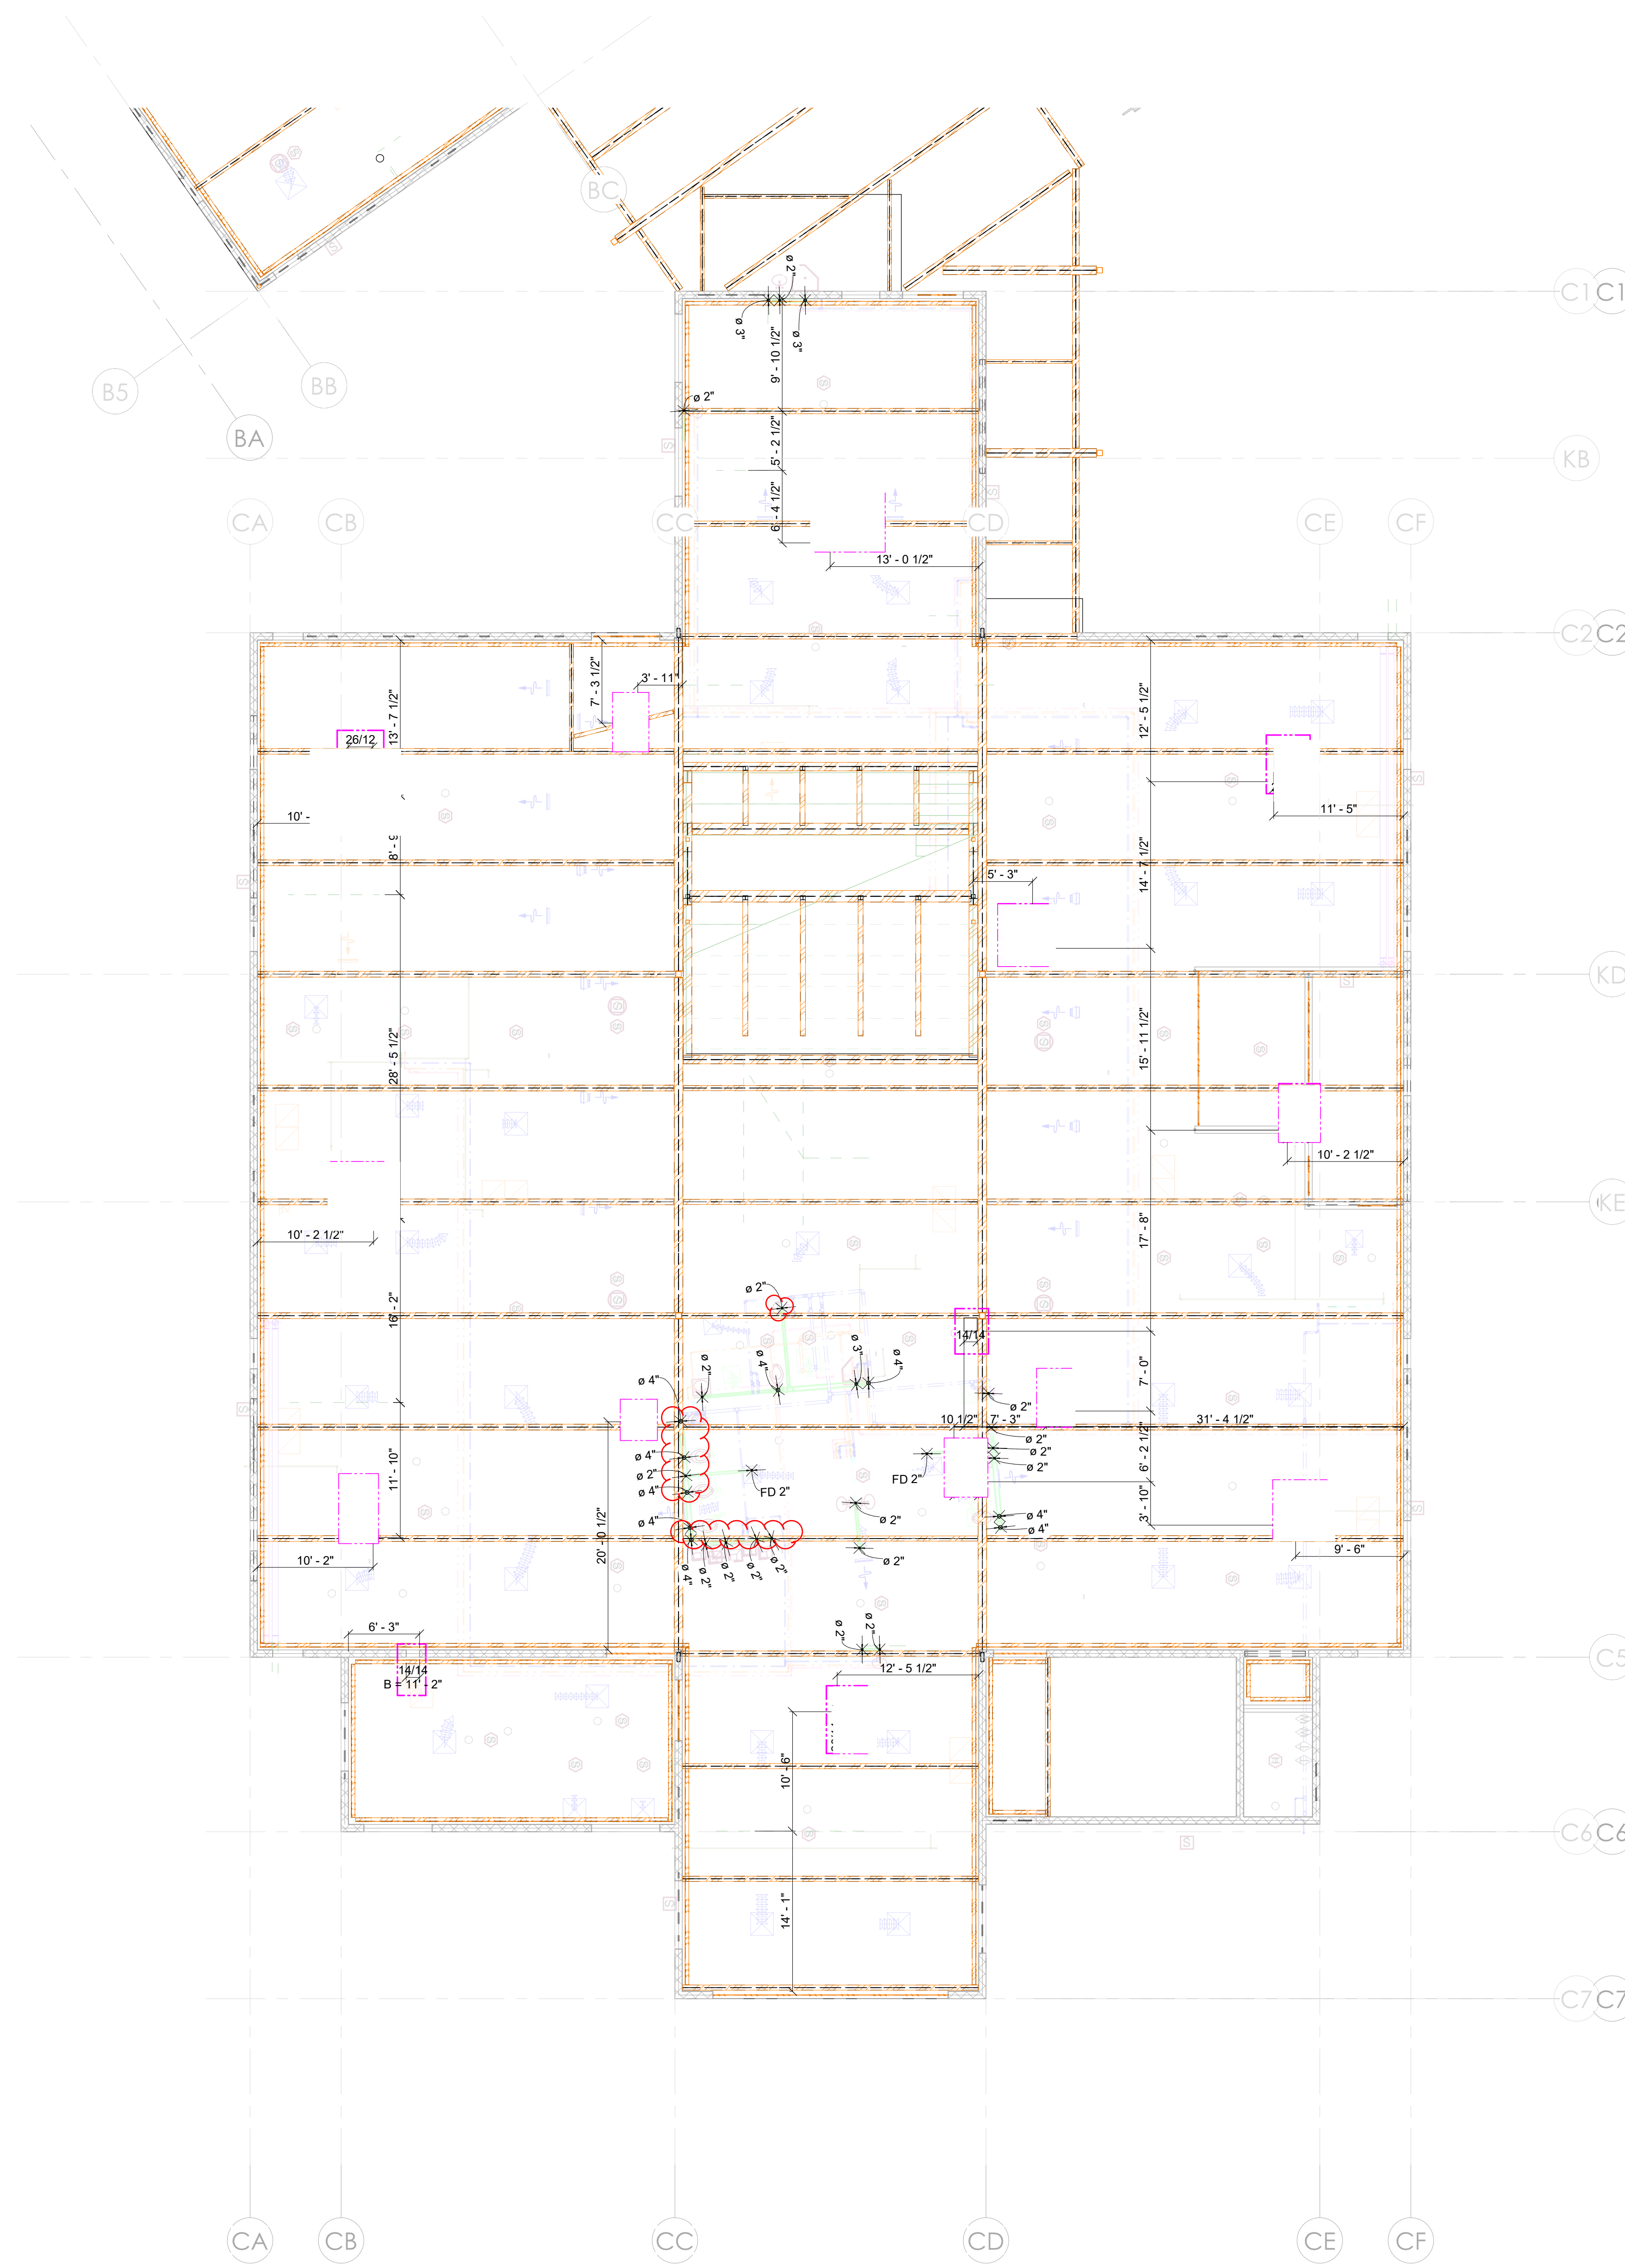 BC
ø 2"
C1 C1
ø 3"
ø 3"
9' - 10 1/2"
BB
B5
ø 2"
BA
5' - 2 1/2"
KB
CA
CB
CC
6' - 4 1/2"
CD
CE
CF
13' - 0 1/2"
C2 C2
13' - 7 1/2"
7' - 3 1/2"
3' - 11"
12' - 5 1/2"
26/12
10' -
11' - 5"
14' - 7 1/2"
5' - 3"
KD
28' - 5 1/2"
15' - 11 1/2"
10' - 2 1/2"
KE
10' - 2 1/2"
17' - 8"
ø 2"
16' - 2"
14/14
ø 2"
ø 4"
ø 3"
ø 4"
7' - 0"
ø 4"
ø 2"
10 1/2"
7' - 3"
31' - 4 1/2"
ø 2"
ø 4"
ø 2"
6' - 2 1/2"
ø 2"
ø 2"
11' - 10"
FD 2"
FD 2"
ø 4"
20' - 0 1/2"
ø 2"
ø 4"
3' - 10"
ø 4"
10' - 2"
ø 4"
ø 2"
ø 2"
ø 2"
ø 2"
ø 2"
9' - 6"
6' - 3"
ø 2"
ø 2"
C5
14/14
B = 11' - 2"
12' - 5 1/2"
10' - 6"
H
C6 C6
14' - 1"
C7 C7
CA
CB
CC
CD
CE
CF